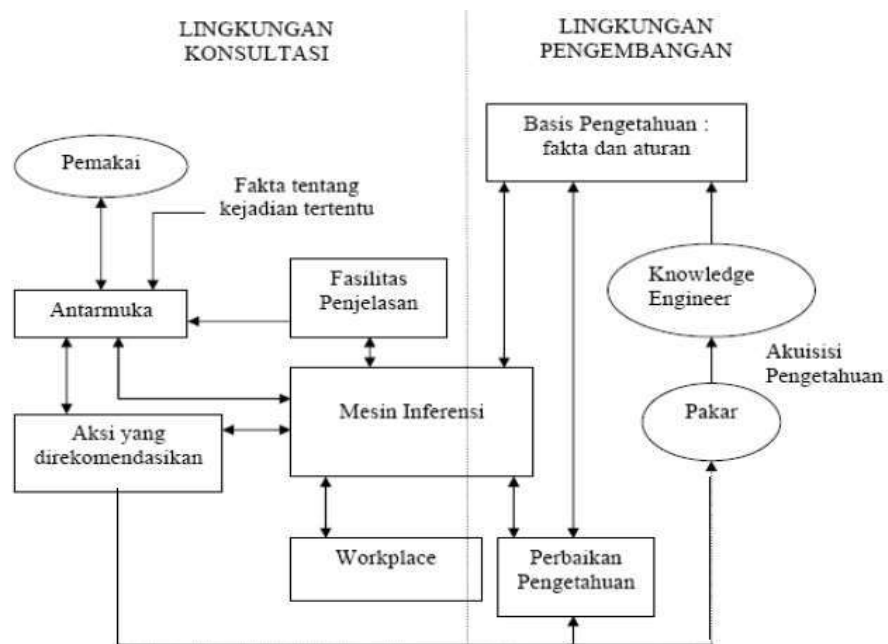 LINGKUNGAN
KONSULTASI
LINGKUNGAN
PENGEMBANGAN
Basis Pengetahuan :
fakta dan aturan
Pemakai
Fakta tentang
kejadian tertentu
Fasilitas
Penjelasan
Knowledge
Engineer
Antarmuka
Akuisisi
Pengetahuan
Mesin Inferensi
Pakar
Aksi yang
direkomendasikan
Workplace
Perbaikan
Pengetahuan